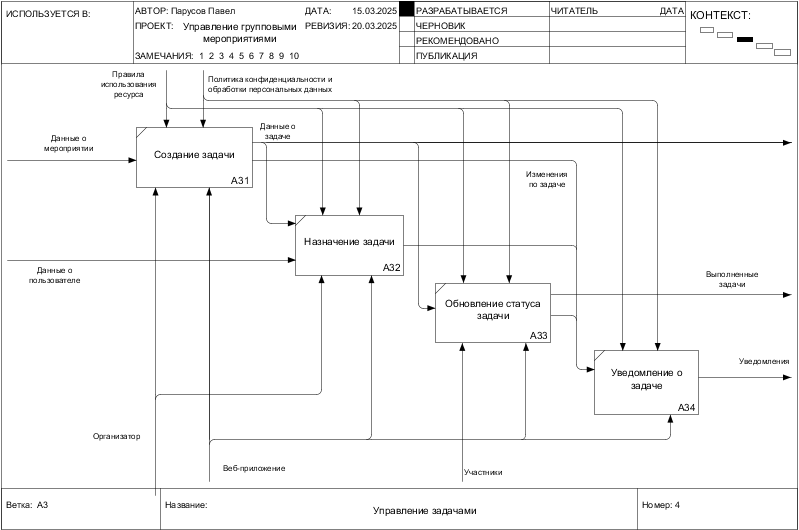 ИСПОЛЬЗУЕТСЯ В:
АВТОР: Парусов Павел
ДАТА: 15.03.2025
ПРОЕКТ: Управление групповыми
мероприятиями
РЕВИЗИЯ: 20.03.2025
ЗАМЕЧАНИЯ: 1 2 3 4 5 6 7 8 9 10
РАЗРАБАТЫВАЕТСЯ
ЧЕРНОВИК
РЕКОМЕНДОВАНО
ПУБЛИКАЦИЯ
ЧИТАТЕЛЬ
ДАТА
КОНТЕКСТ:
Правила
использования
ресурса
Политика конфиденциальности и
обработки персональных данных
Данные о
мероприятии
Создание задачи
A31
Данные о
задаче
Изменения
по задаче
Назначение задачи
A32
Данные о
пользователе
Обновление статуса
задачи
A33
Выполненные
задачи
Уведомление о
задаче
A34
Уведомления
Организатор
Веб-приложение
Участники
Ветка: A3
Название:
Управление задачами
Номер: 4